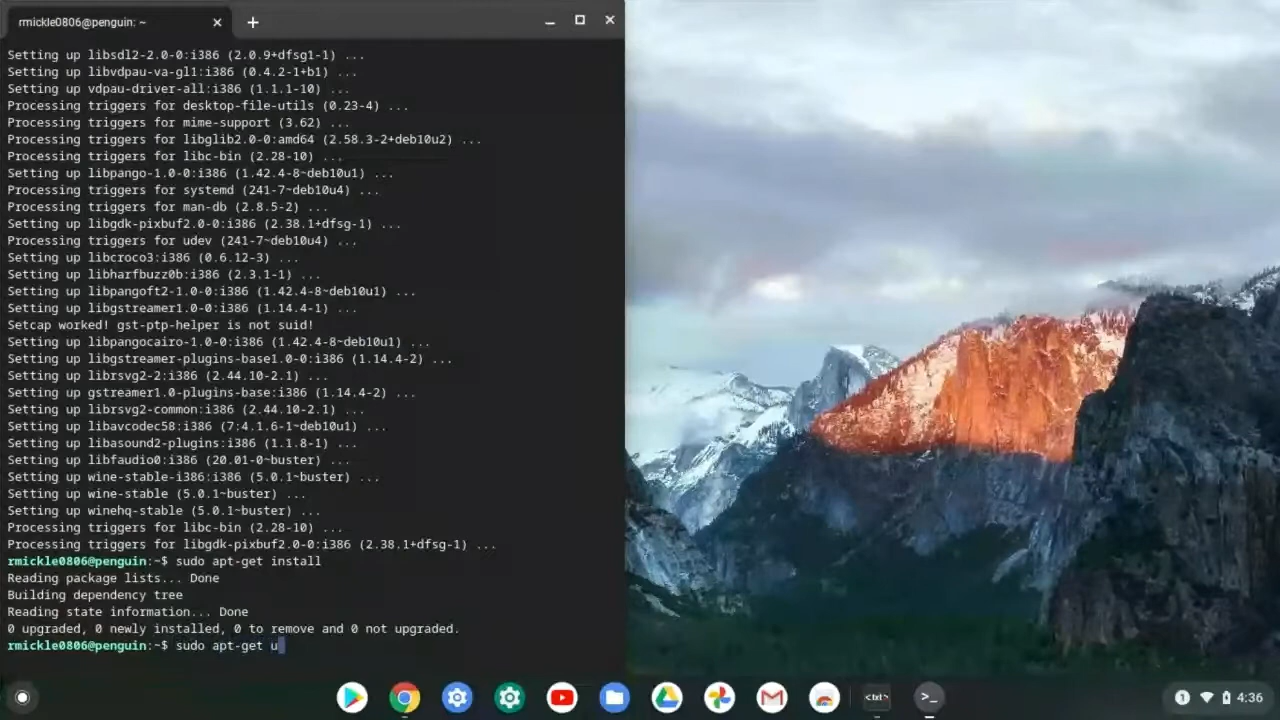 rmickle0806@penguin: ~
Setting up libsdl2-2.0-0:i386 (2.0.9+dfsg1-1) ...
Setting up libvdpau-va-gl1:i386 (0.4.2-1+b1) ...
Setting up vdpau-driver-all:i386 (1.1.1-10) ...
Processing triggers for desktop-file-utils (0.23-4) ...
Processing triggers for mime-support (3.62) ...
Processing triggers for libglib2.0-0:amd64 (2.58.3-2+deb10u2) ...
Processing triggers for libc-bin (2.28-10) ...
Setting up libpango-1.0-0:i386 (1.42.4-8~deb10u1) ...
Processing triggers for systemd (241-7~deb10u4) ...
Processing triggers for man-db (2.8.5-2) ...
Setting up libgdk-pixbuf2.0-0:i386 (2.38.1+dfsg-1) ...
Processing triggers for udev (241-7~deb10u4) ...
Setting up libcroco3:i386 (0.6.12-3) ...
Setting up libharfbuzz0b:i386 (2.3.1-1) ...
Setting up libpangoft2-1.0-0:i386 (1.42.4-8~deb10u1) ...
Setting up libgstreamer1.0-0:i386 (1.14.4-1) ...
Setcap worked! gst-ptp-helper is not suid!
Setting up libpangocairo-1.0-0:i386 (1.42.4-8~deb10u1) ...
Setting up libgstreamer-plugins-base1.0-0:i386 (1.14.4-2) ...
Setting up librsvg2-2:i386 (2.44.10-2.1) ...
Setting up gstreamer1.0-plugins-base:i386 (1.14.4-2) ...
Setting up librsvg2-common:i386 (2.44.10-2.1) ...
Setting up libavcodec58:i386 (7:4.1.6-1~deb10u1) ...
Setting up libasound2-plugins:i386 (1.1.8-1) ...
Setting up libfaudio0:i386 (20.01-0~buster) ...
Setting up wine-stable-i386:i386 (5.0.1~buster) ...
Setting up wine-stable (5.0.1~buster) ...
Setting up winehq-stable (5.0.1~buster) ...
Processing triggers for libc-bin (2.28-10) ...
Processing triggers for libgdk-pixbuf2.0-0:i386 (2.38.1+dfsg-1) ...
rmickle0806@penguin:~$ sudo apt-get install
Reading package lists... Done
Building dependency tree
Reading state information... Done
0 upgraded, 0 newly installed, 0 to remove and 0 not upgraded.
rmickle0806@penguin:~$ sudo apt-get u
<txt> >_ 1 4:36